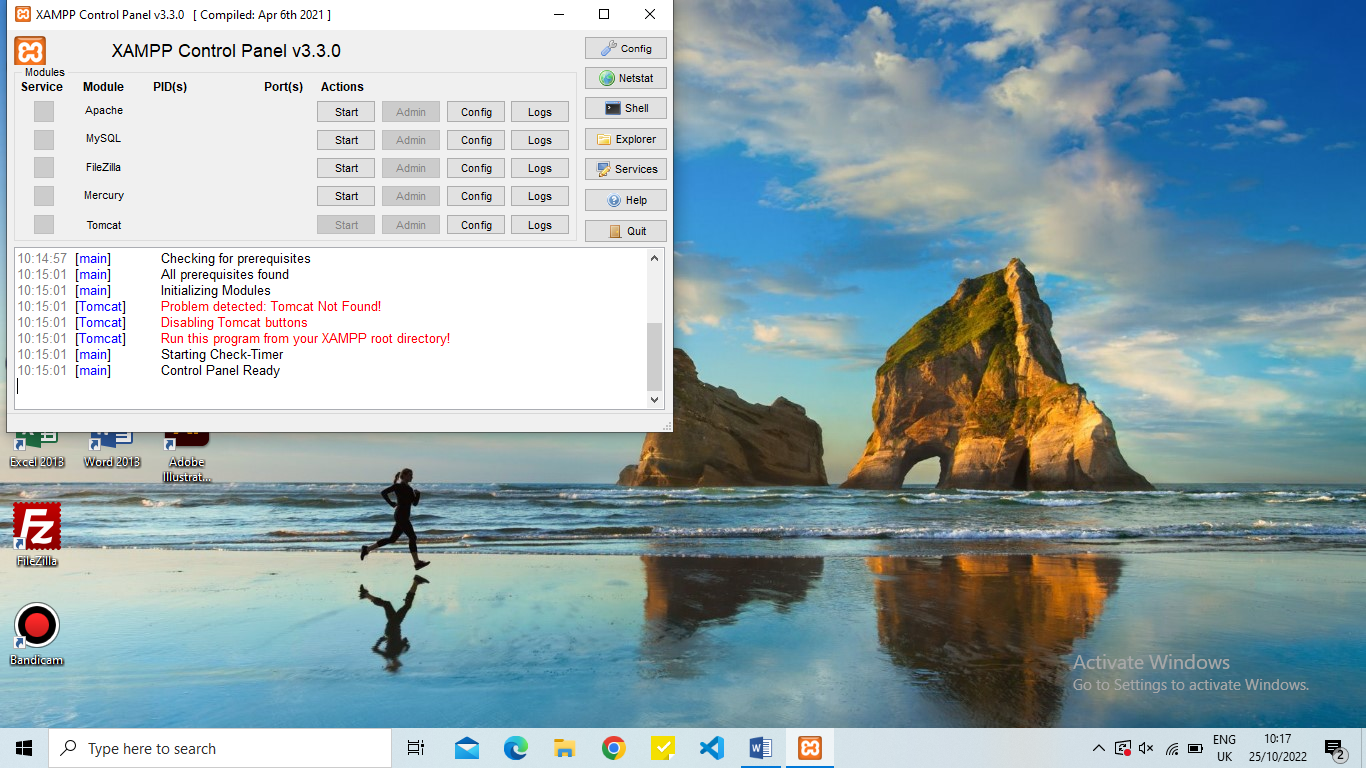 XAMPP Control Panel v3.3.0 [ Compiled: Apr 6th 2021 ]
XAMPP Control Panel v3.3.0
Config
Modules
Service Module PID(s) Port(s) Actions
Netstat
Apache Start Admin Config Logs
Shell
MySQL Start Admin Config Logs
Explorer
FileZilla Start Admin Config Logs
Services
Mercury Start Admin Config Logs
Help
Tomcat Start Admin Config Logs
Quit
10:14:57 [main] Checking for prerequisites
10:15:01 [main] All prerequisites found
10:15:01 [main] Initializing Modules
10:15:01 [Tomcat] Problem detected: Tomcat Not Found!
10:15:01 [Tomcat] Disabling Tomcat buttons
10:15:01 [Tomcat] Run this program from your XAMPP root directory!
10:15:01 [main] Starting Check-Timer
10:15:01 [main] Control Panel Ready
Excel 2013 Word 2013 Adobe
Illustrat...
Fz
FileZilla
Bandicam
Activate Windows
Go to Settings to activate Windows.
Type here to search
ENG
UK
10:17
25/10/2022
2